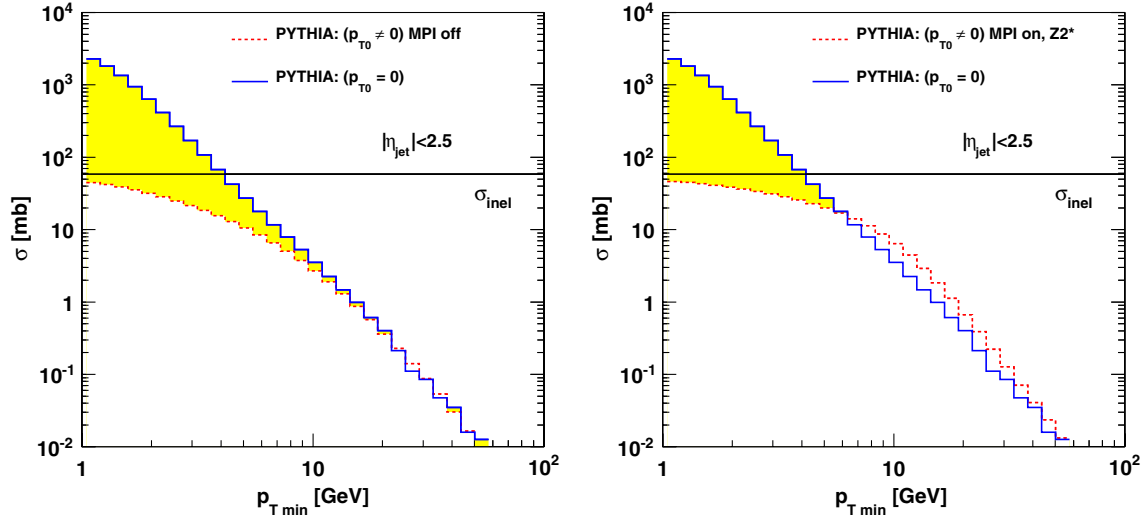 PYTHIA: (p_T0 ≠ 0) MPI off
PYTHIA: (p_T0 = 0)
|η_jet|<2.5
σ_inel
σ [mb]
10^4
10^3
10^2
10
1
10^-1
10^-2
1
10
10^2
p_T min [GeV]
PYTHIA: (p_T0 ≠ 0) MPI on, Z2*
PYTHIA: (p_T0 = 0)
|η_jet|<2.5
σ_inel
σ [mb]
10^4
10^3
10^2
10
1
10^-1
10^-2
1
10
10^2
p_T min [GeV]